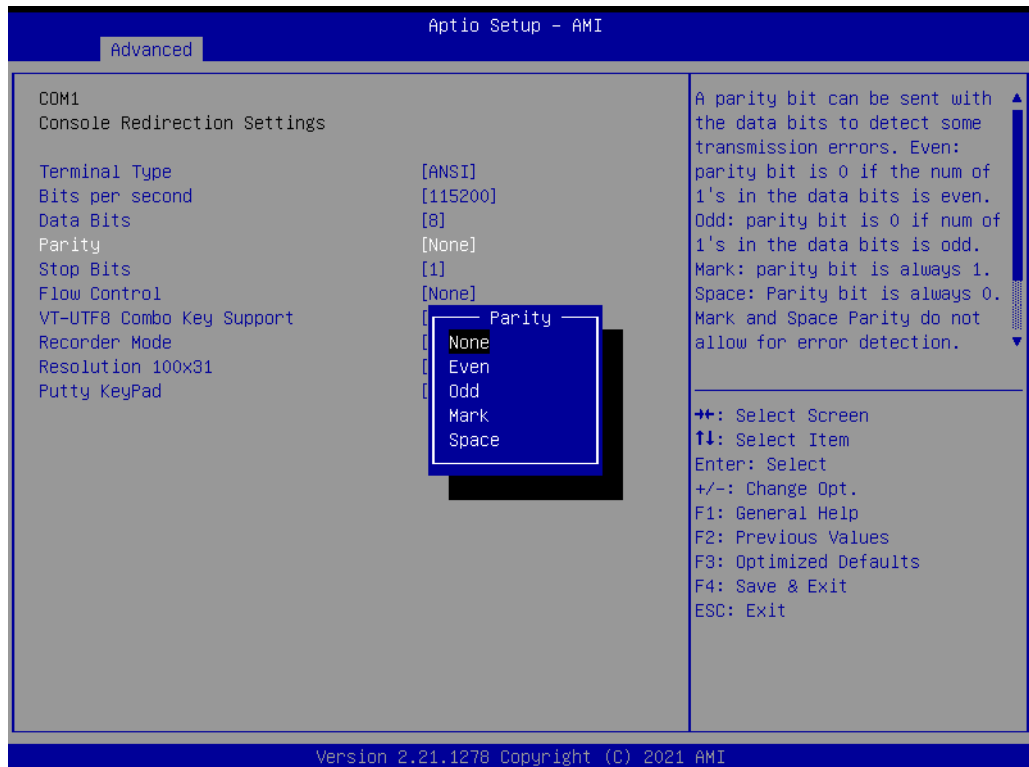 Aptio Setup – AMI
Advanced
COM1
Console Redirection Settings
Terminal Type [ANSI]
Bits per second [115200]
Data Bits [8]
Parity [None]
Stop Bits [1]
Flow Control [None]
VT-UTF8 Combo Key Support [
Recorder Mode [
Resolution 100x31 [
Putty KeyPad [
Parity
None
Even
Odd
Mark
Space
A parity bit can be sent with
the data bits to detect some
transmission errors. Even:
parity bit is 0 if the num of
1's in the data bits is even.
Odd: parity bit is 0 if num of
1's in the data bits is odd.
Mark: parity bit is always 1.
Space: Parity bit is always 0.
Mark and Space Parity do not
allow for error detection.
→←: Select Screen
↑↓: Select Item
Enter: Select
+/-: Change Opt.
F1: General Help
F2: Previous Values
F3: Optimized Defaults
F4: Save & Exit
ESC: Exit
Version 2.21.1278 Copyright (C) 2021 AMI